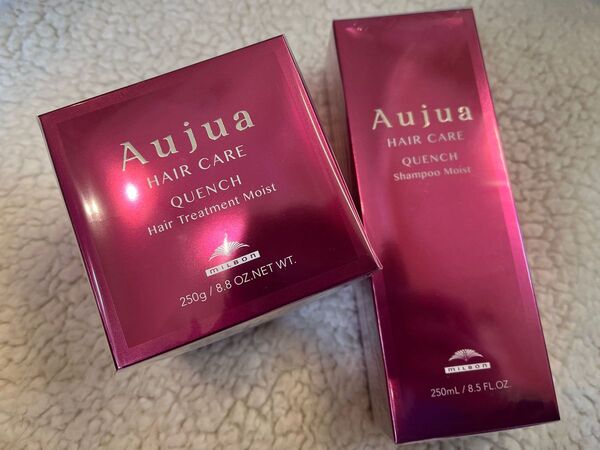 Aujua
HAIR CARE
QUENCH
Hair Treatment Moist
MILBON
250g / 8.8 OZ.NET WT.
Aujua
HAIR CARE
QUENCH
Shampoo Moist
MILBON
250mL / 8.5 FL.OZ.